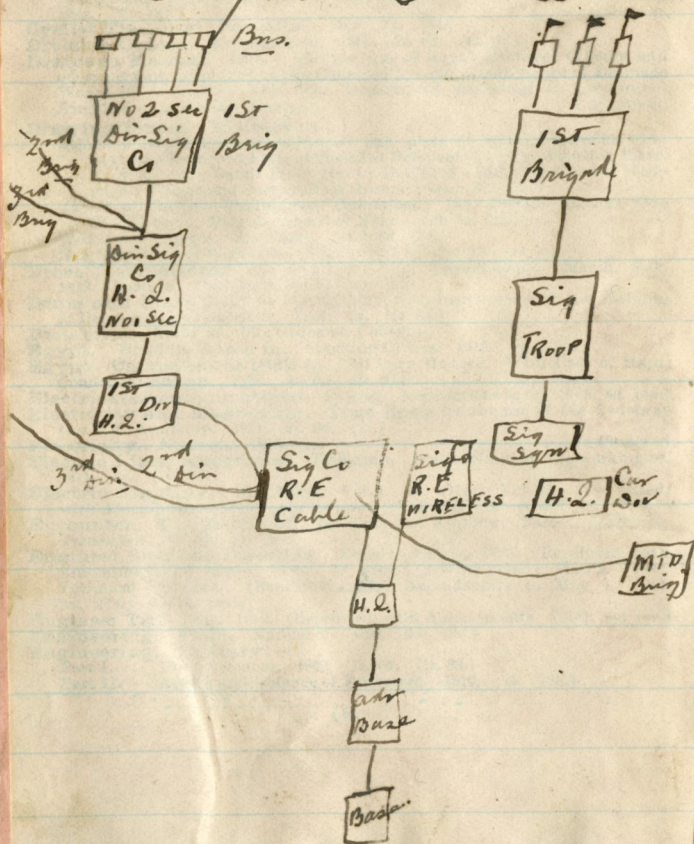 Bns.
No 2 Sec
Div Sig
Co
1st
Brig
2nd
Brig
3rd
Brig
Div Sig
Co
H.Q.
No 1 Sec
1st Div
H.Q.
2nd
Div
3rd
Div
Sig Co
R.E
Cable
Sig Co
R.E
WIRELESS
H.Q.
adv
Base
Base
1st
Brigade
Sig
TROOP
Sig
Sqn
H.Q.
Cav
Div
MTD
Brig